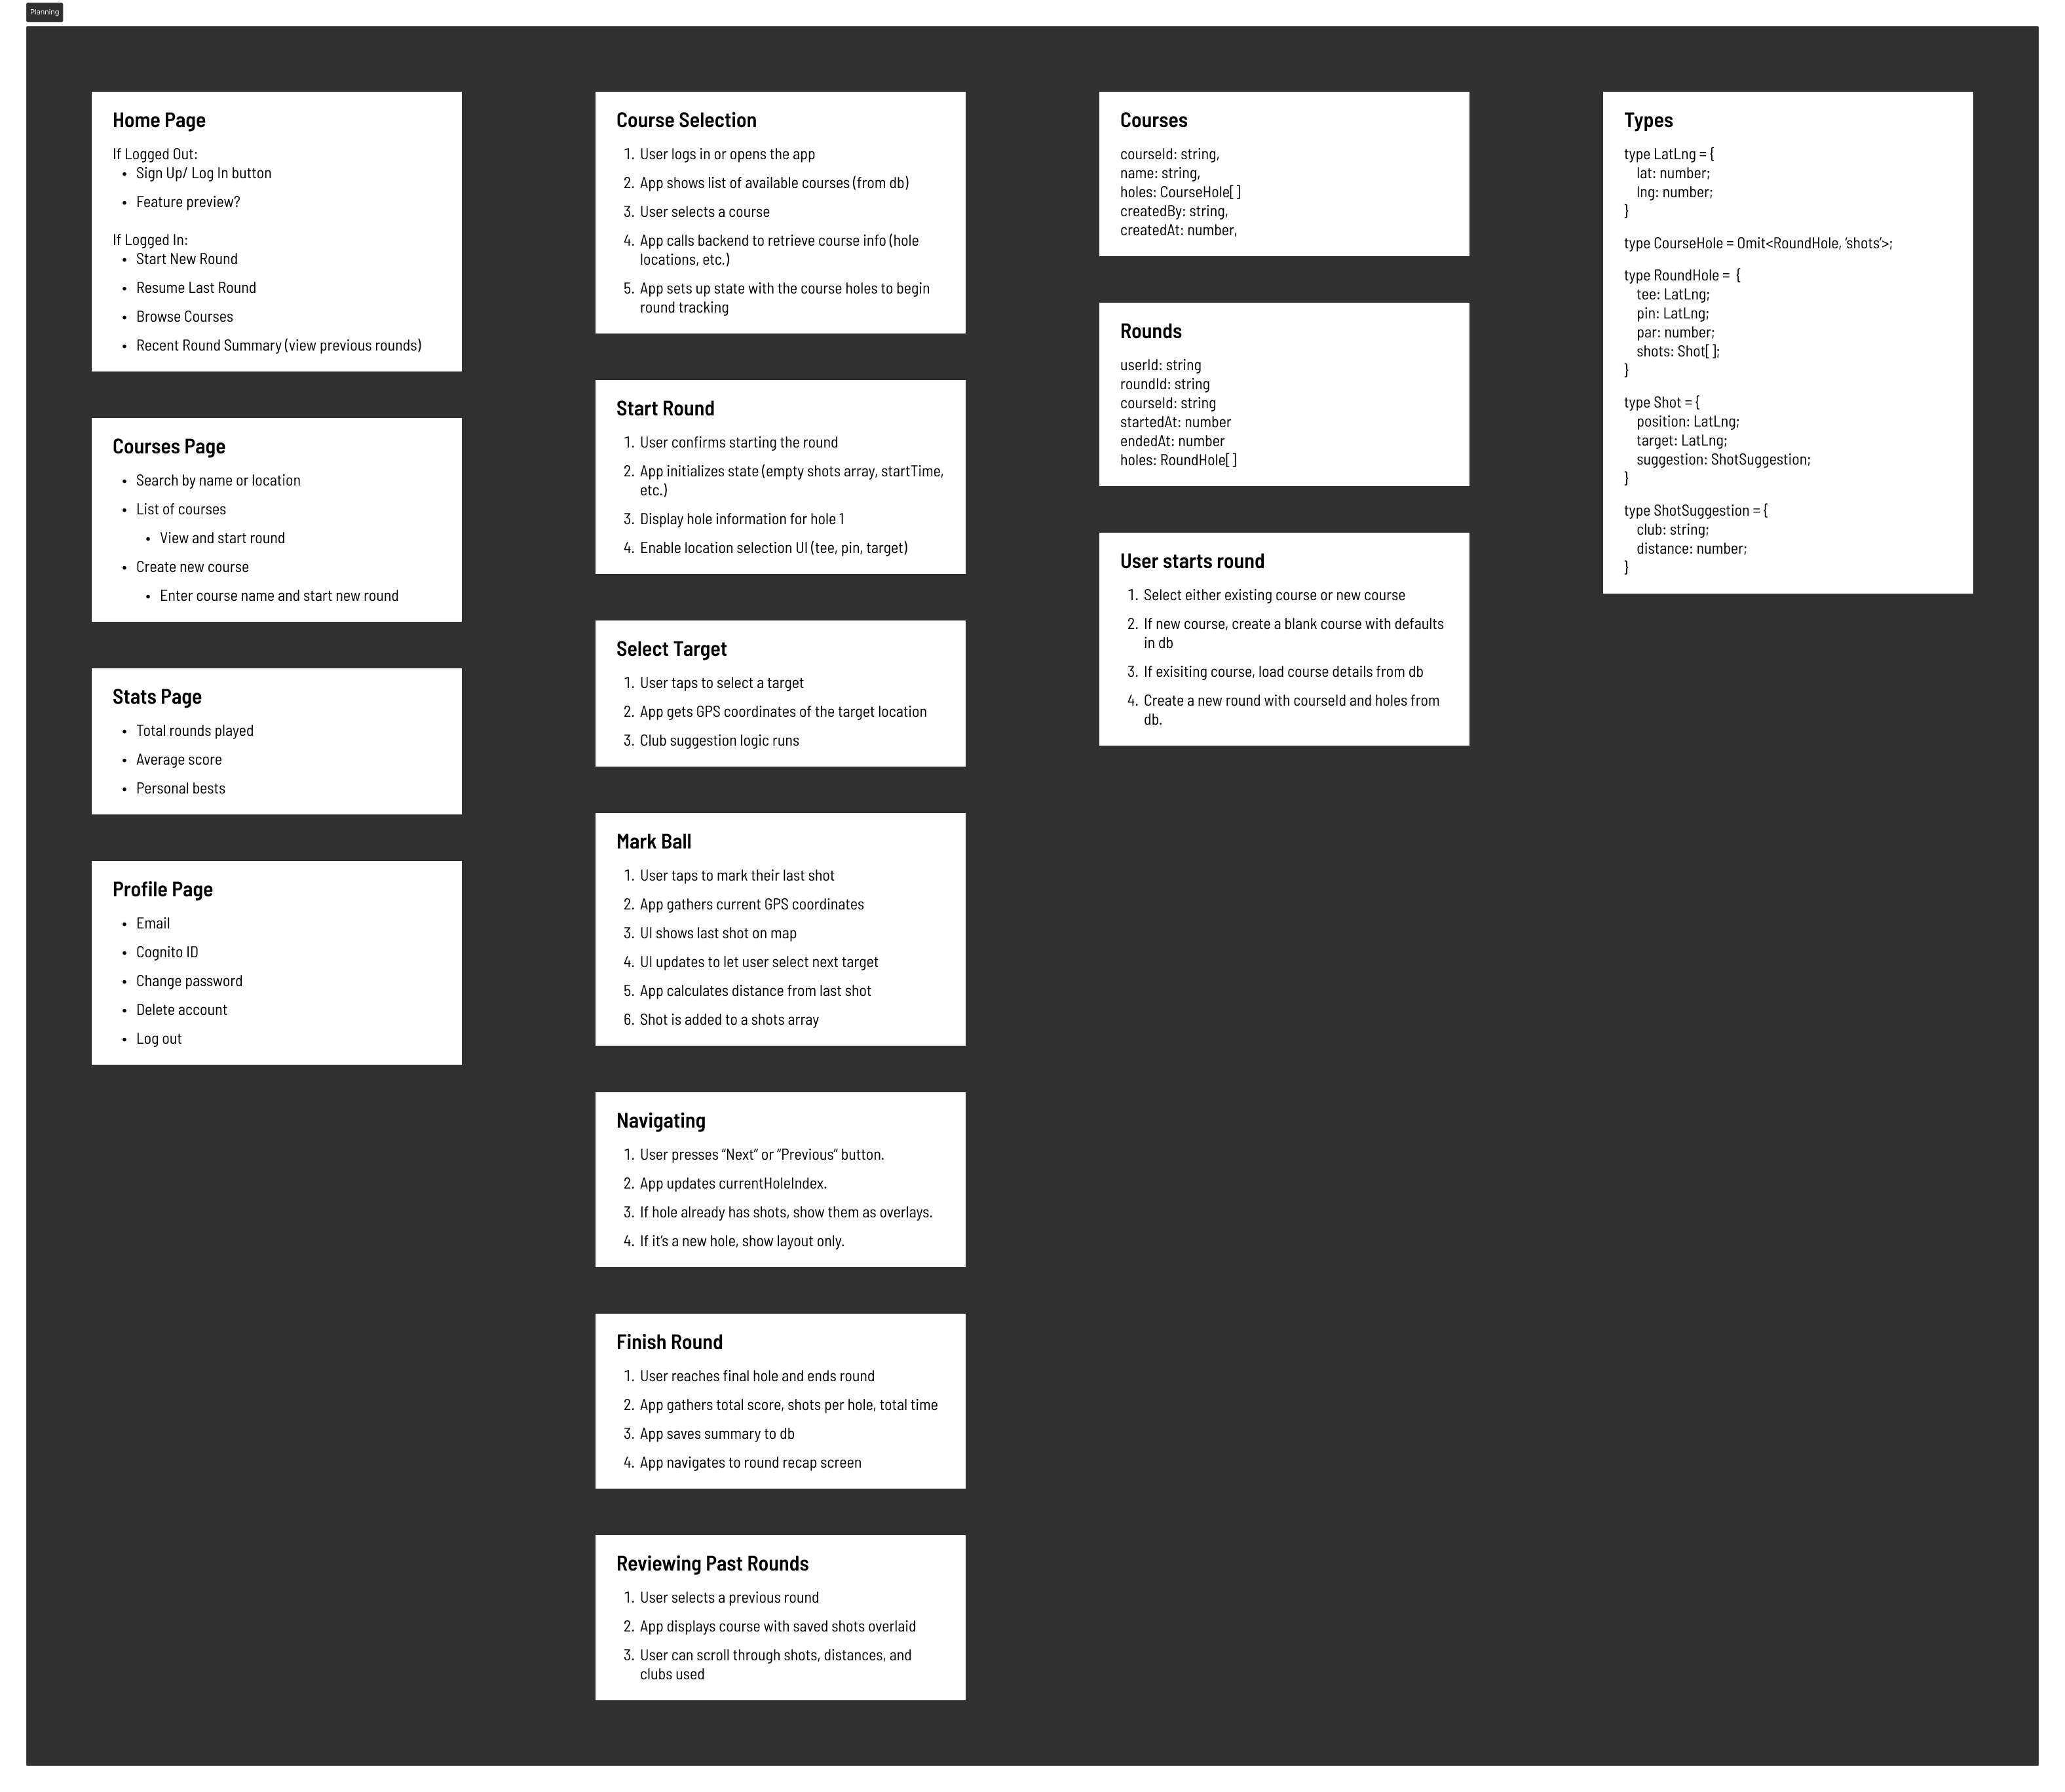 Planning
Home Page
If Logged Out:
• Sign Up/ Log In button
• Feature preview?
If Logged In:
• Start New Round
• Resume Last Round
• Browse Courses
• Recent Round Summary (view previous rounds)
Courses Page
• Search by name or location
• List of courses
• View and start round
• Create new course
• Enter course name and start new round
Stats Page
• Total rounds played
• Average score
• Personal bests
Profile Page
• Email
• Cognito ID
• Change password
• Delete account
• Log out
Course Selection
1. User logs in or opens the app
2. App shows list of available courses (from db)
3. User selects a course
4. App calls backend to retrieve course info (hole
locations, etc.)
5. App sets up state with the course holes to begin
round tracking
Start Round
1. User confirms starting the round
2. App initializes state (empty shots array, startTime,
etc.)
3. Display hole information for hole 1
4. Enable location selection UI (tee, pin, target)
Select Target
1. User taps to select a target
2. App gets GPS coordinates of the target location
3. Club suggestion logic runs
Mark Ball
1. User taps to mark their last shot
2. App gathers current GPS coordinates
3. UI shows last shot on map
4. UI updates to let user select next target
5. App calculates distance from last shot
6. Shot is added to a shots array
Navigating
1. User presses “Next” or “Previous” button.
2. App updates currentHoleIndex.
3. If hole already has shots, show them as overlays.
4. If it’s a new hole, show layout only.
Finish Round
1. User reaches final hole and ends round
2. App gathers total score, shots per hole, total time
3. App saves summary to db
4. App navigates to round recap screen
Reviewing Past Rounds
1. User selects a previous round
2. App displays course with saved shots overlaid
3. User can scroll through shots, distances, and
clubs used
Courses
courseId: string,
name: string,
holes: CourseHole[ ]
createdBy: string,
createdAt: number,
Rounds
userId: string
roundId: string
courseId: string
startedAt: number
endedAt: number
holes: RoundHole[ ]
User starts round
1. Select either existing course or new course
2. If new course, create a blank course with defaults
in db
3. If exisiting course, load course details from db
4. Create a new round with courseId and holes from
db.
Types
type LatLng = {
lat: number;
lng: number;
}
type CourseHole = Omit<RoundHole, ‘shots’>;
type RoundHole = {
tee: LatLng;
pin: LatLng;
par: number;
shots: Shot[ ];
}
type Shot = {
position: LatLng;
target: LatLng;
suggestion: ShotSuggestion;
}
type ShotSuggestion = {
club: string;
distance: number;
}